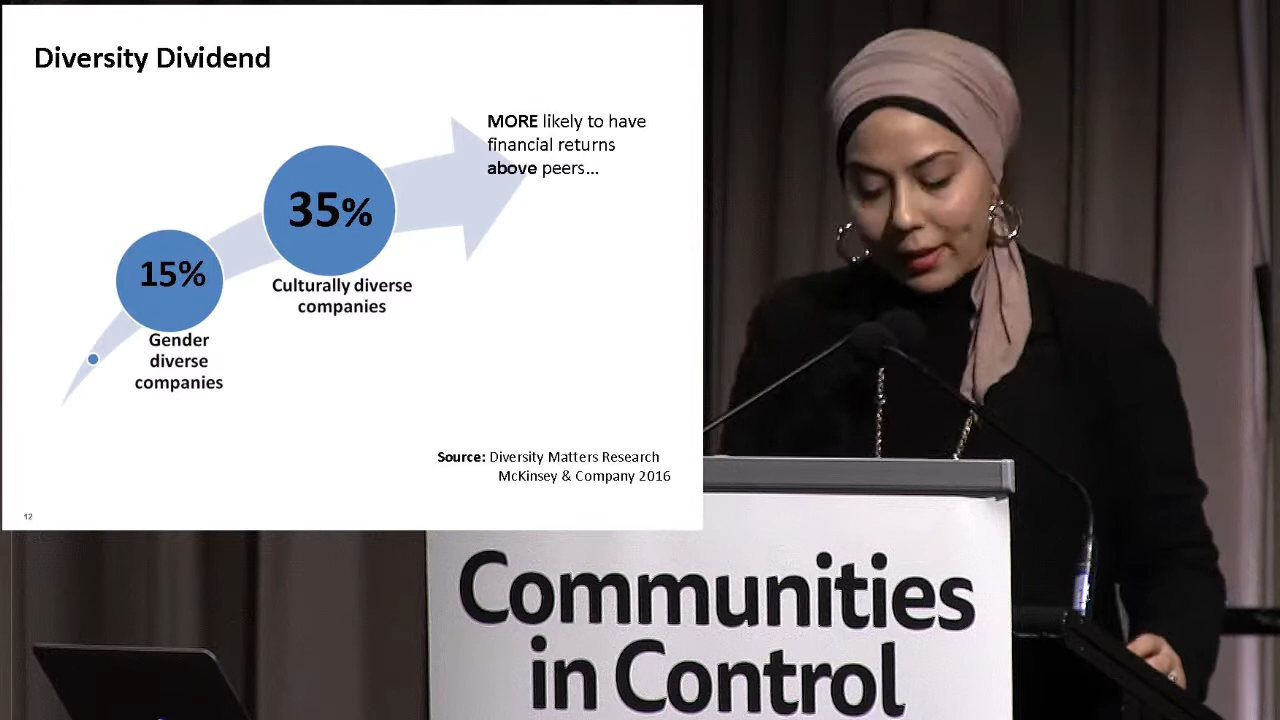 Diversity Dividend
MORE likely to have
financial returns
above peers...
35%
15%
Culturally diverse
companies
Gender
diverse
companies
Source: Diversity Matters Research
McKinsey & Company 2016
12
Communities
in Control